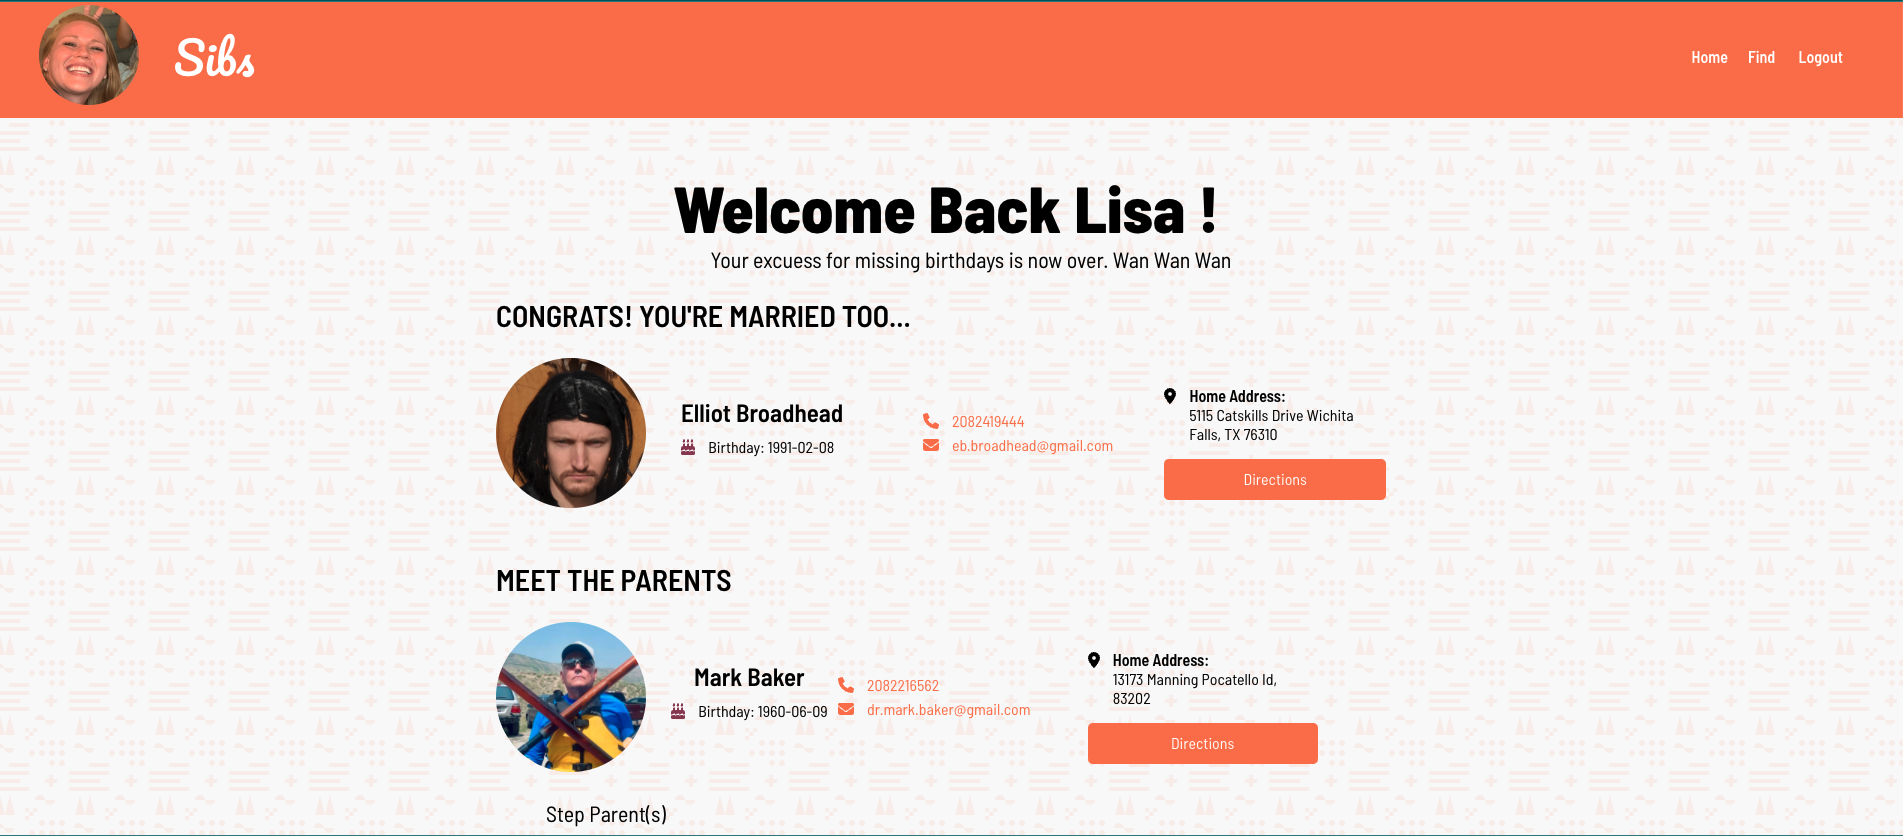 Sibs
Home Find Logout
Welcome Back Lisa !
Your excuess for missing birthdays is now over. Wan Wan Wan
CONGRATS! YOU'RE MARRIED TOO...
Elliot Broadhead
Birthday: 1991-02-08
2082419444
eb.broadhead@gmail.com
Home Address:
5115 Catskills Drive Wichita
Falls, TX 76310
Directions
MEET THE PARENTS
Mark Baker
Birthday: 1960-06-09
2082216562
dr.mark.baker@gmail.com
Home Address:
13173 Manning Pocatello Id,
83202
Directions
Step Parent(s)